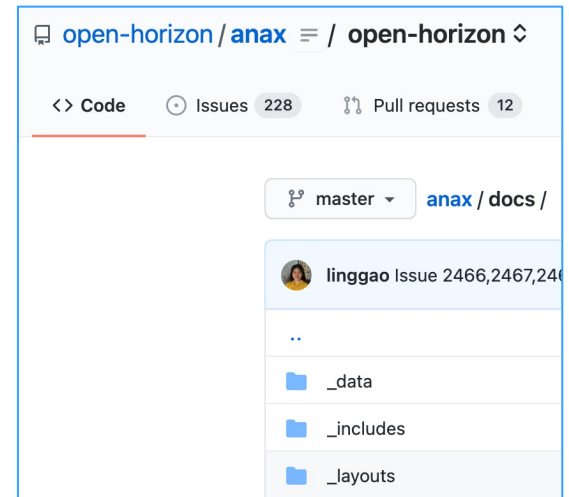 open-horizon / anax / open-horizon
<> Code Issues 228 Pull requests 12
master anax / docs /
linggao Issue 2466,2467,246
..
_data
_includes
_layouts